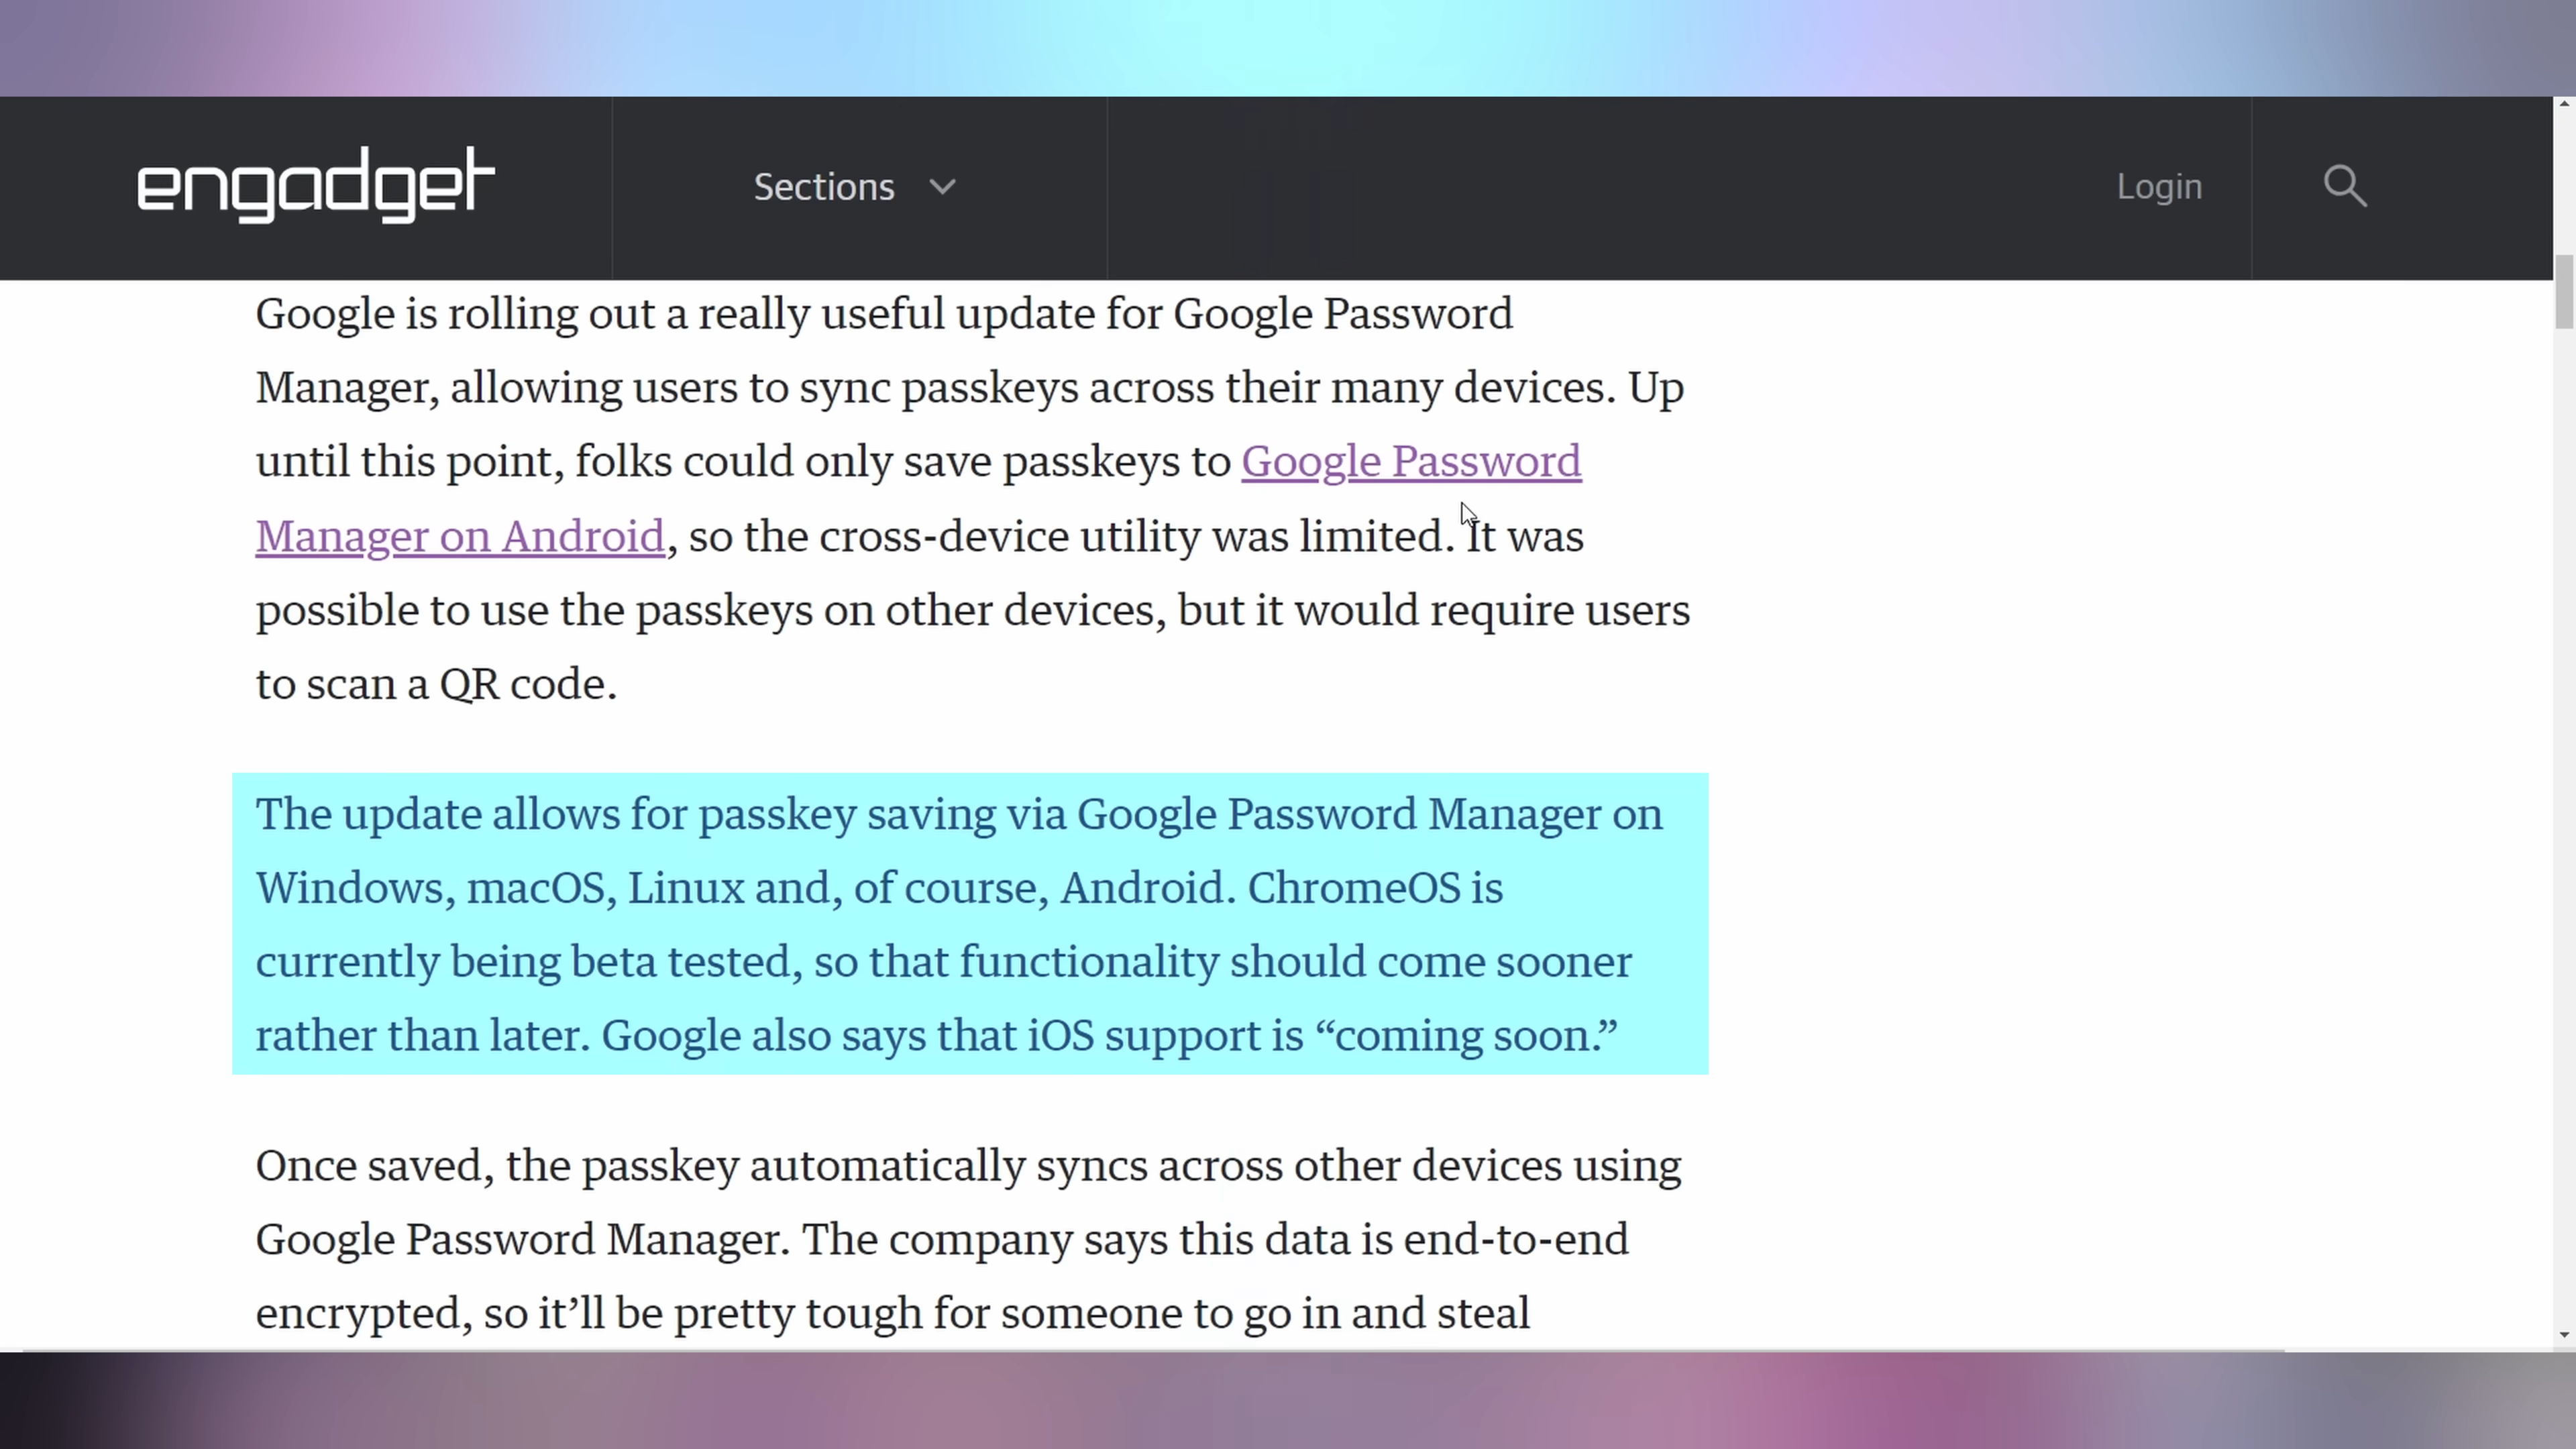 engadget
Sections
Login
Google is rolling out a really useful update for Google Password
Manager, allowing users to sync passkeys across their many devices. Up
until this point, folks could only save passkeys to Google Password
Manager on Android, so the cross-device utility was limited. It was
possible to use the passkeys on other devices, but it would require users
to scan a QR code.
The update allows for passkey saving via Google Password Manager on
Windows, macOS, Linux and, of course, Android. ChromeOS is
currently being beta tested, so that functionality should come sooner
rather than later. Google also says that iOS support is “coming soon.”
Once saved, the passkey automatically syncs across other devices using
Google Password Manager. The company says this data is end-to-end
encrypted, so it’ll be pretty tough for someone to go in and steal